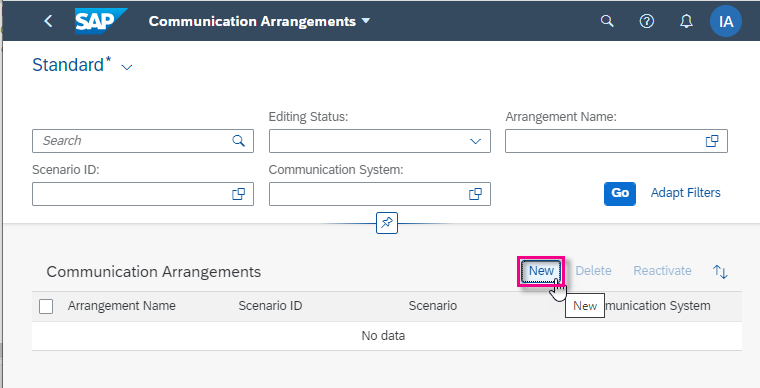 SAP Communication Arrangements IA
Standard*
Editing Status: Arrangement Name:
Search
Scenario ID: Communication System:
Go Adapt Filters
Communication Arrangements New Delete Reactivate
Arrangement Name Scenario ID Scenario munication System
New
No data